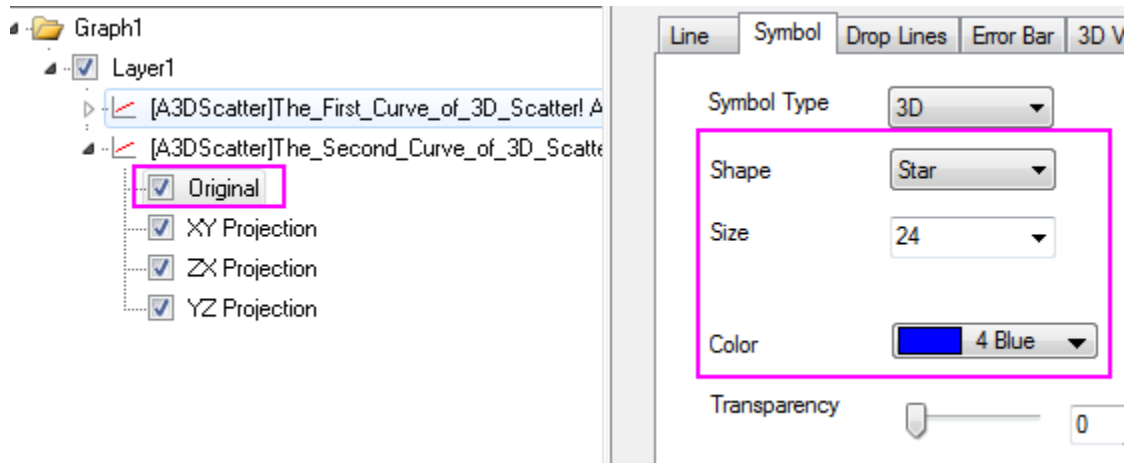 Graph1
Layer1
[A3DScatter]The_First_Curve_of_3D_Scatter! A
[A3DScatter]The_Second_Curve_of_3D_Scatte
Original
XY Projection
ZX Projection
YZ Projection
Line Symbol Drop Lines Error Bar 3D V
Symbol Type 3D
Shape Star
Size 24
Color 4 Blue
Transparency 0